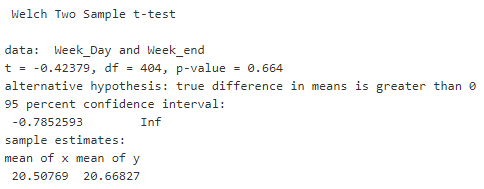 Welch Two Sample t-test
data: Week_Day and Week_end
t = -0.42379, df = 404, p-value = 0.664
alternative hypothesis: true difference in means is greater than 0
95 percent confidence interval:
-0.7852593 Inf
sample estimates:
mean of x mean of y
20.50769 20.66827